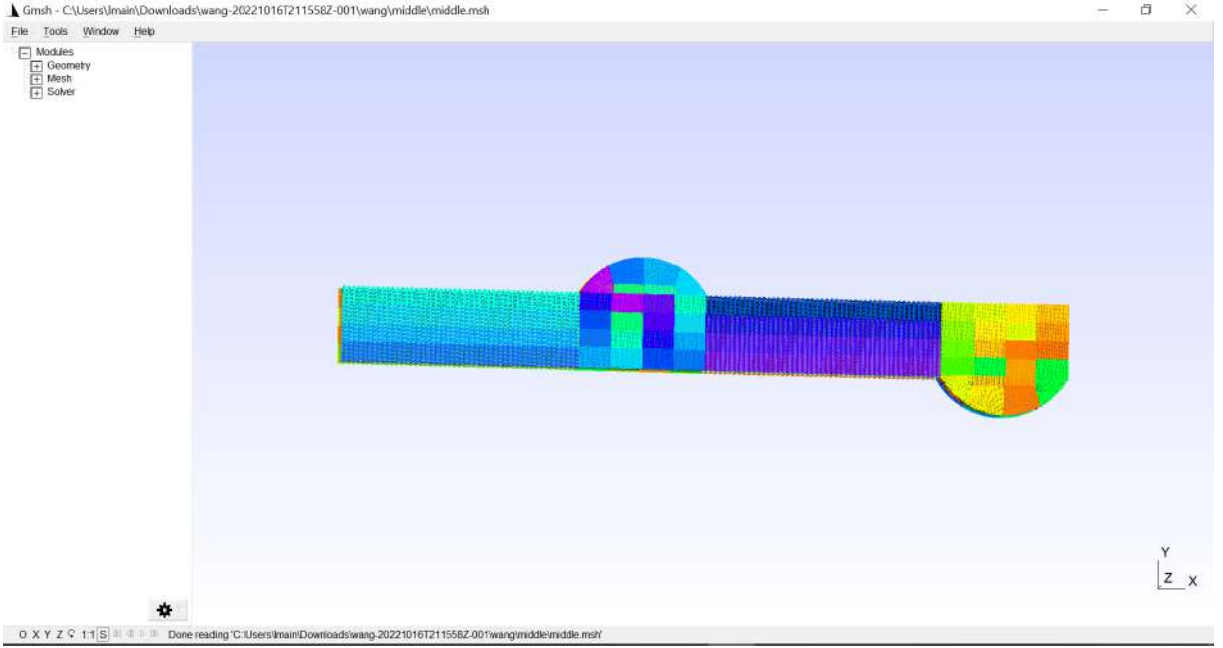 Gmsh - C:\Users\lmain\Downloads\wang-20221016T211558Z-001\wang\middle\middle.msh
File Tools Window Help
Modules
Geometry
Mesh
Solver
Y
Z X
O X Y Z 1:1 S Done reading 'C:\Users\lmain\Downloads\wang-20221016T211558Z-001\wang\middle\middle.msh'